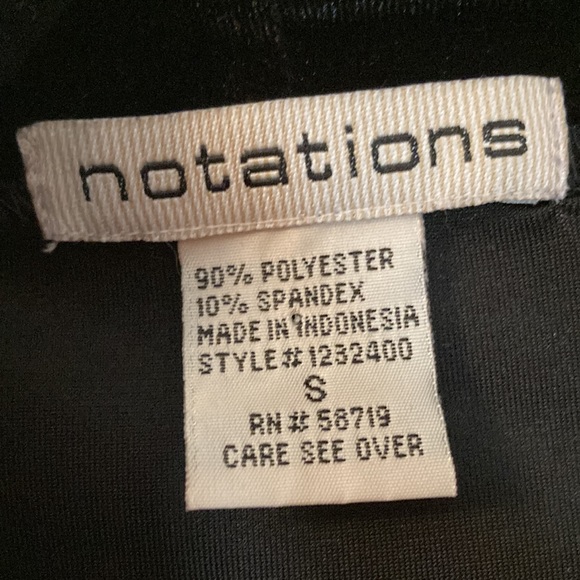 notations
90% POLYESTER
10% SPANDEX
MADE IN INDONESIA
STYLE# 1232400
S
RN# 58719
CARE SEE OVER